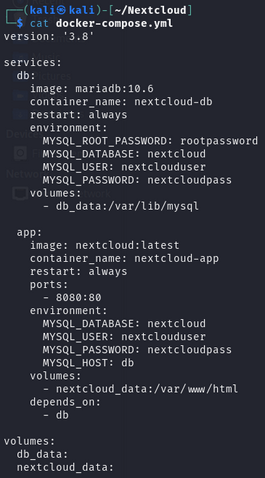 ┌──(kali㉿kali)-[~/Nextcloud]
└─$ cat docker-compose.yml
version: '3.8'

services:
  db:
    image: mariadb:10.6
    container_name: nextcloud-db
    restart: always
    environment:
      MYSQL_ROOT_PASSWORD: rootpassword
      MYSQL_DATABASE: nextcloud
      MYSQL_USER: nextclouduser
      MYSQL_PASSWORD: nextcloudpass
    volumes:
      - db_data:/var/lib/mysql

  app:
    image: nextcloud:latest
    container_name: nextcloud-app
    restart: always
    ports:
      - 8080:80
    environment:
      MYSQL_DATABASE: nextcloud
      MYSQL_USER: nextclouduser
      MYSQL_PASSWORD: nextcloudpass
      MYSQL_HOST: db
    volumes:
      - nextcloud_data:/var/www/html
    depends_on:
      - db

volumes:
  db_data:
  nextcloud_data: